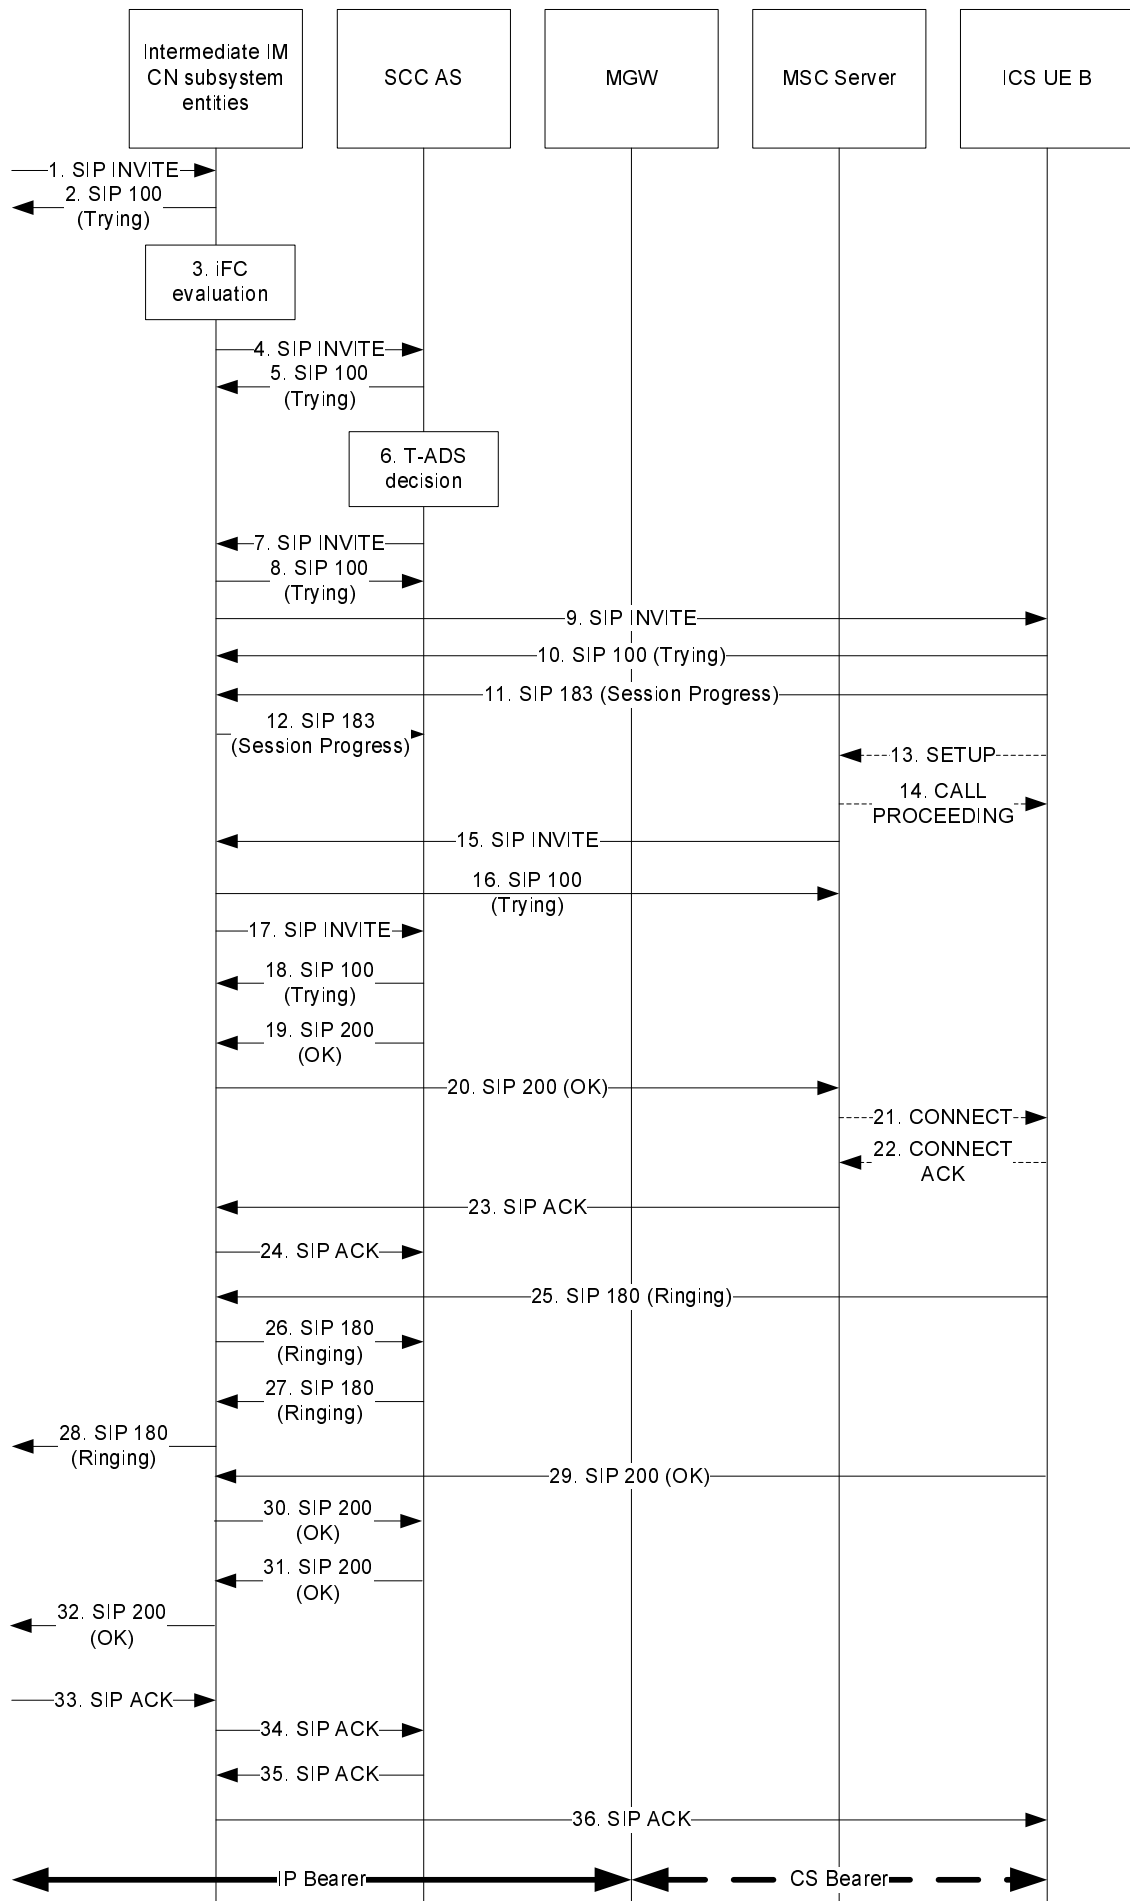 Intermediate IM
CN subsystem
entities
SCC AS
MGW
MSC Server
ICS UE B
1. SIP INVITE
2. SIP 100
(Trying)
3. iFC
evaluation
4. SIP INVITE
5. SIP 100
(Trying)
6. T-ADS
decision
7. SIP INVITE
8. SIP 100
(Trying)
9. SIP INVITE
10. SIP 100 (Trying)
11. SIP 183 (Session Progress)
12. SIP 183
(Session Progress)
13. SETUP
14. CALL
PROCEEDING
15. SIP INVITE
16. SIP 100
(Trying)
17. SIP INVITE
18. SIP 100
(Trying)
19. SIP 200
(OK)
20. SIP 200 (OK)
21. CONNECT
22. CONNECT
ACK
23. SIP ACK
24. SIP ACK
25. SIP 180 (Ringing)
26. SIP 180
(Ringing)
27. SIP 180
(Ringing)
28. SIP 180
(Ringing)
29. SIP 200 (OK)
30. SIP 200
(OK)
31. SIP 200
(OK)
32. SIP 200
(OK)
33. SIP ACK
34. SIP ACK
35. SIP ACK
36. SIP ACK
IP Bearer
CS Bearer